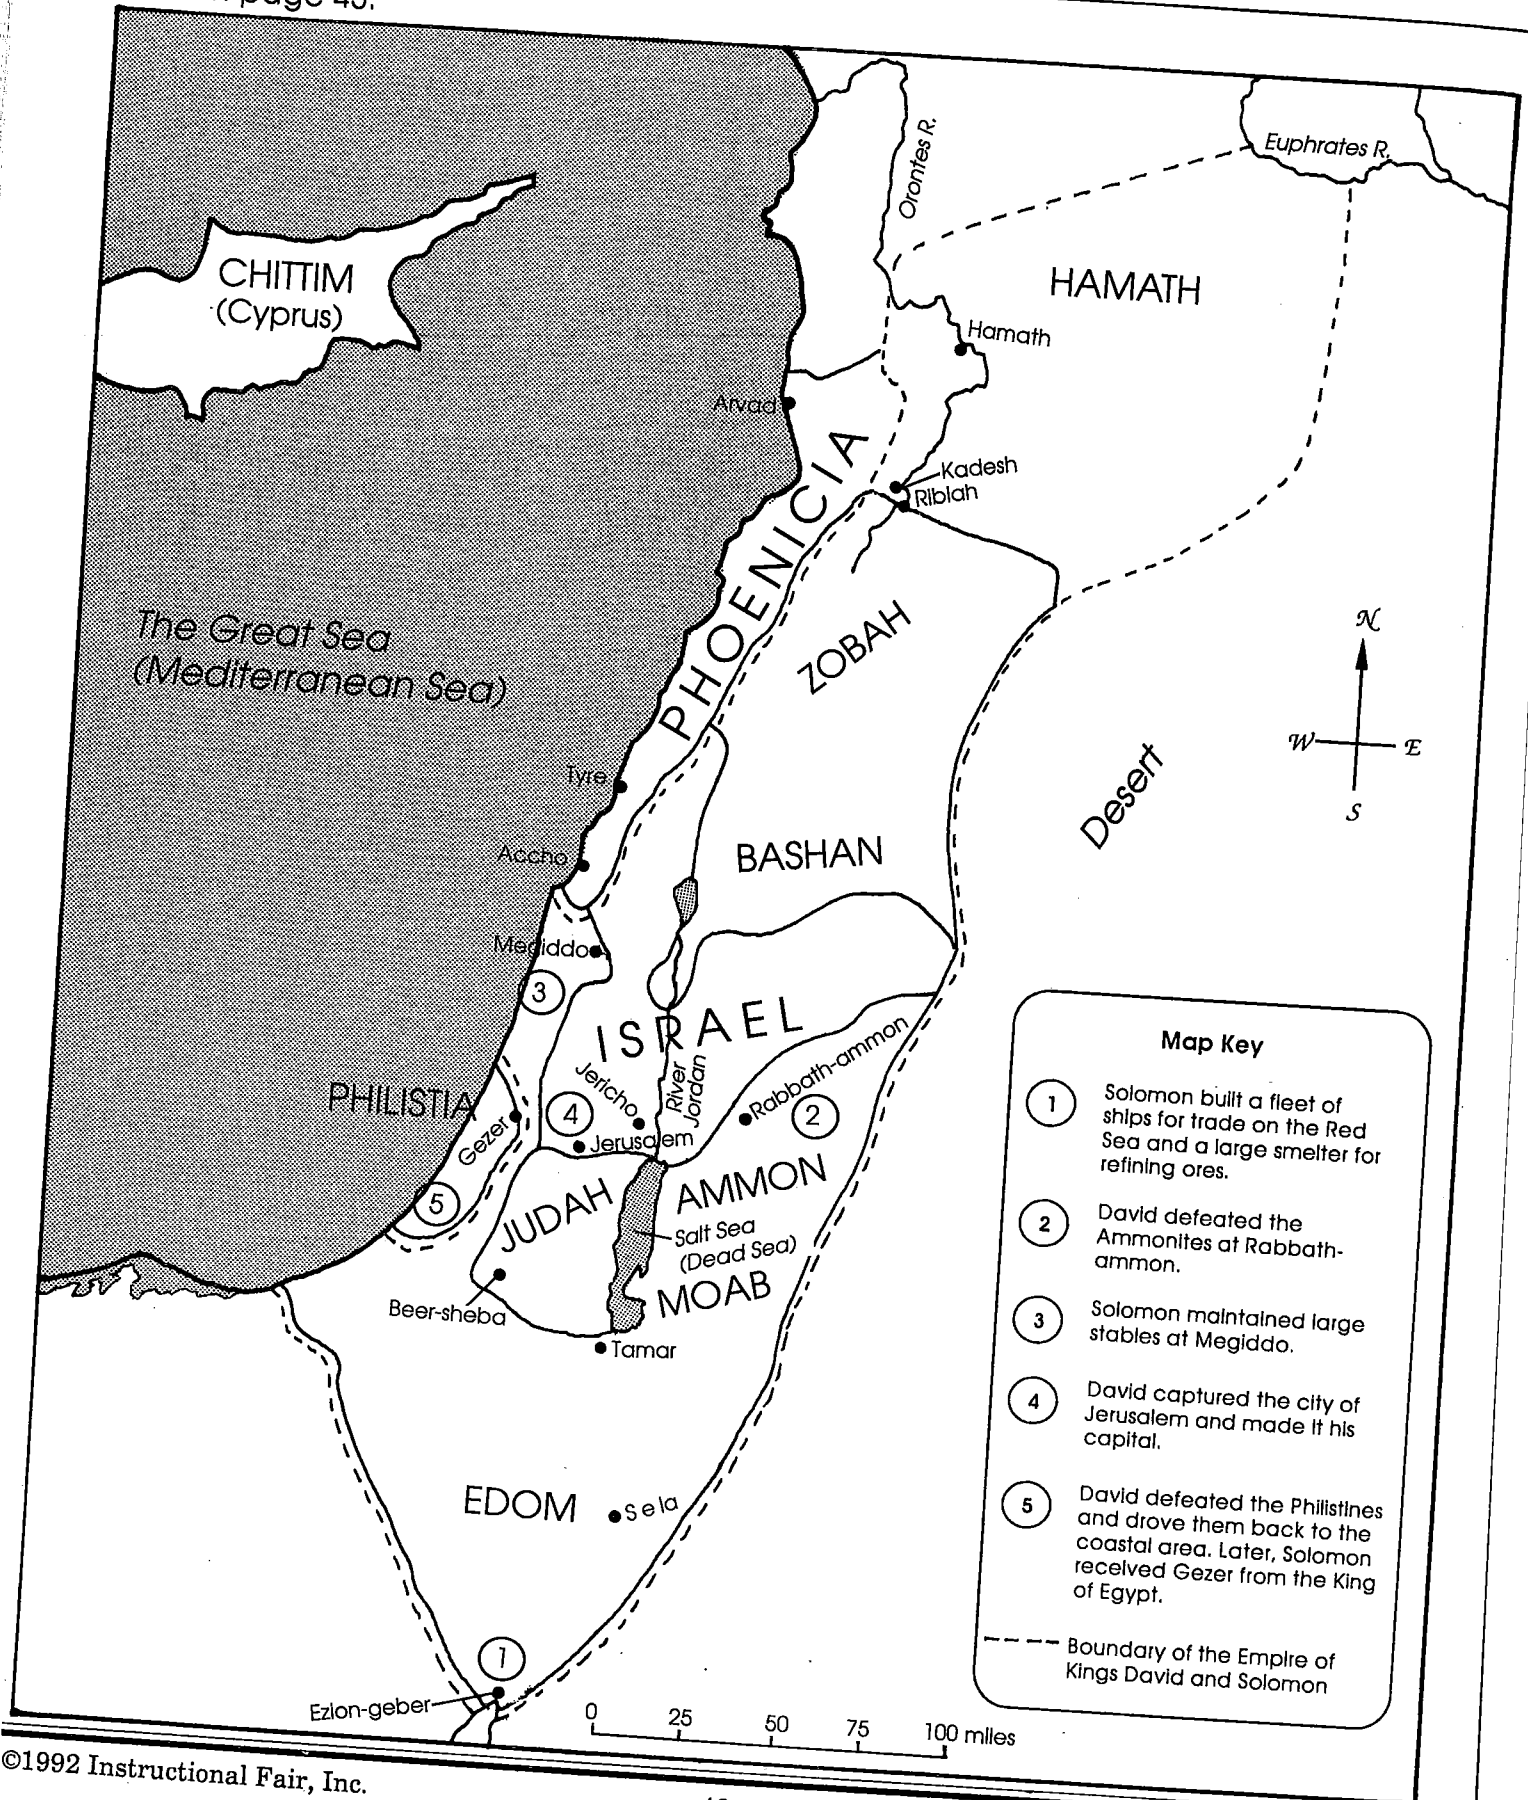 page 45.
Orontes R.
Euphrates R.
CHITTIM
(Cyprus)
HAMATH
Hamath
Arvad
Kadesh
Riblah
PHOENICIA
ZOBAH
The Great Sea
(Mediterranean Sea)
N
W E
S
Desert
Tyre
Accho
BASHAN
Megiddo
3
ISRAEL
River
Jordan
Jericho
Rabbath-ammon
PHILISTIA
4
2
Gezer
Jerusalem
5
JUDAH
AMMON
Salt Sea
(Dead Sea)
MOAB
Beer-sheba
Tamar
EDOM
Sela
1
Ezion-geber
0 25 50 75 100 miles
Map Key
1 Solomon built a fleet of
ships for trade on the Red
Sea and a large smelter for
refining ores.
2 David defeated the
Ammonites at Rabbath-
ammon.
3 Solomon maintained large
stables at Megiddo.
4 David captured the city of
Jerusalem and made it his
capital.
5 David defeated the Philistines
and drove them back to the
coastal area. Later, Solomon
received Gezer from the King
of Egypt.
Boundary of the Empire of
Kings David and Solomon
©1992 Instructional Fair, Inc.